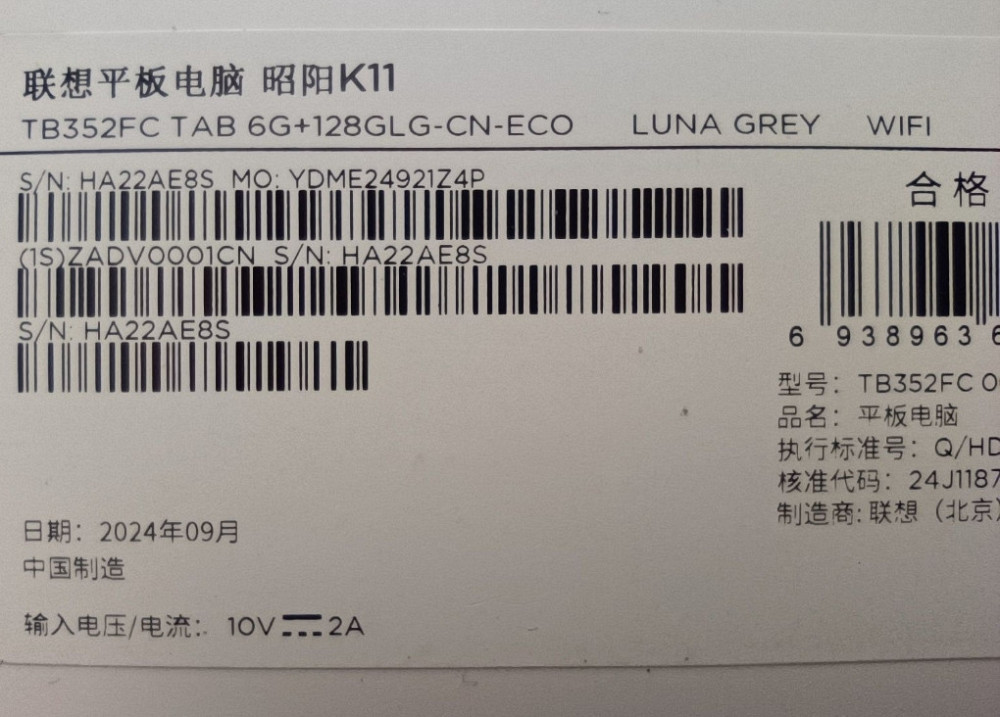 联想平板电脑 昭阳K11
TB352FC TAB 6G+128GLG-CN-ECO LUNA GREY WIFI
S/N: HA22AE8S MO: YDME24921Z4P
(1S)ZADV0001CN S/N: HA22AE8S
S/N: HA22AE8S
合格
6 938963
型号: TB352FC
品名: 平板电脑
执行标准号: Q/HD
核准代码: 24J1187
制造商: 联想（北京）
日期: 2024年09月
中国制造
输入电压/电流: 10V⎓2A